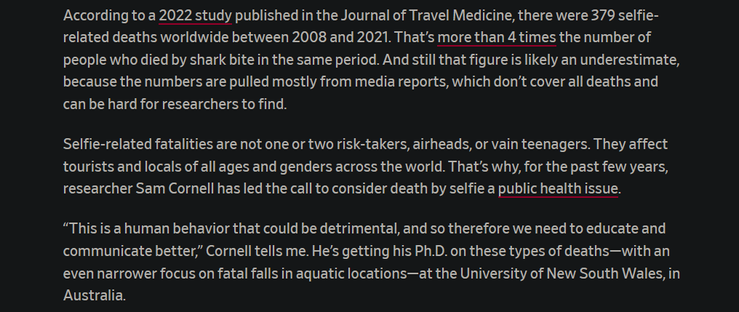 According to a 2022 study published in the Journal of Travel Medicine, there were 379 selfie-
related deaths worldwide between 2008 and 2021. That's more than 4 times the number of
people who died by shark bite in the same period. And still that figure is likely an underestimate,
because the numbers are pulled mostly from media reports, which don't cover all deaths and
can be hard for researchers to find.
Selfie-related fatalities are not one or two risk-takers, airheads, or vain teenagers. They affect
tourists and locals of all ages and genders across the world. That's why, for the past few years,
researcher Sam Cornell has led the call to consider death by selfie a public health issue.
“This is a human behavior that could be detrimental, and so therefore we need to educate and
communicate better,” Cornell tells me. He's getting his Ph.D. on these types of deaths—with an
even narrower focus on fatal falls in aquatic locations—at the University of New South Wales, in
Australia.